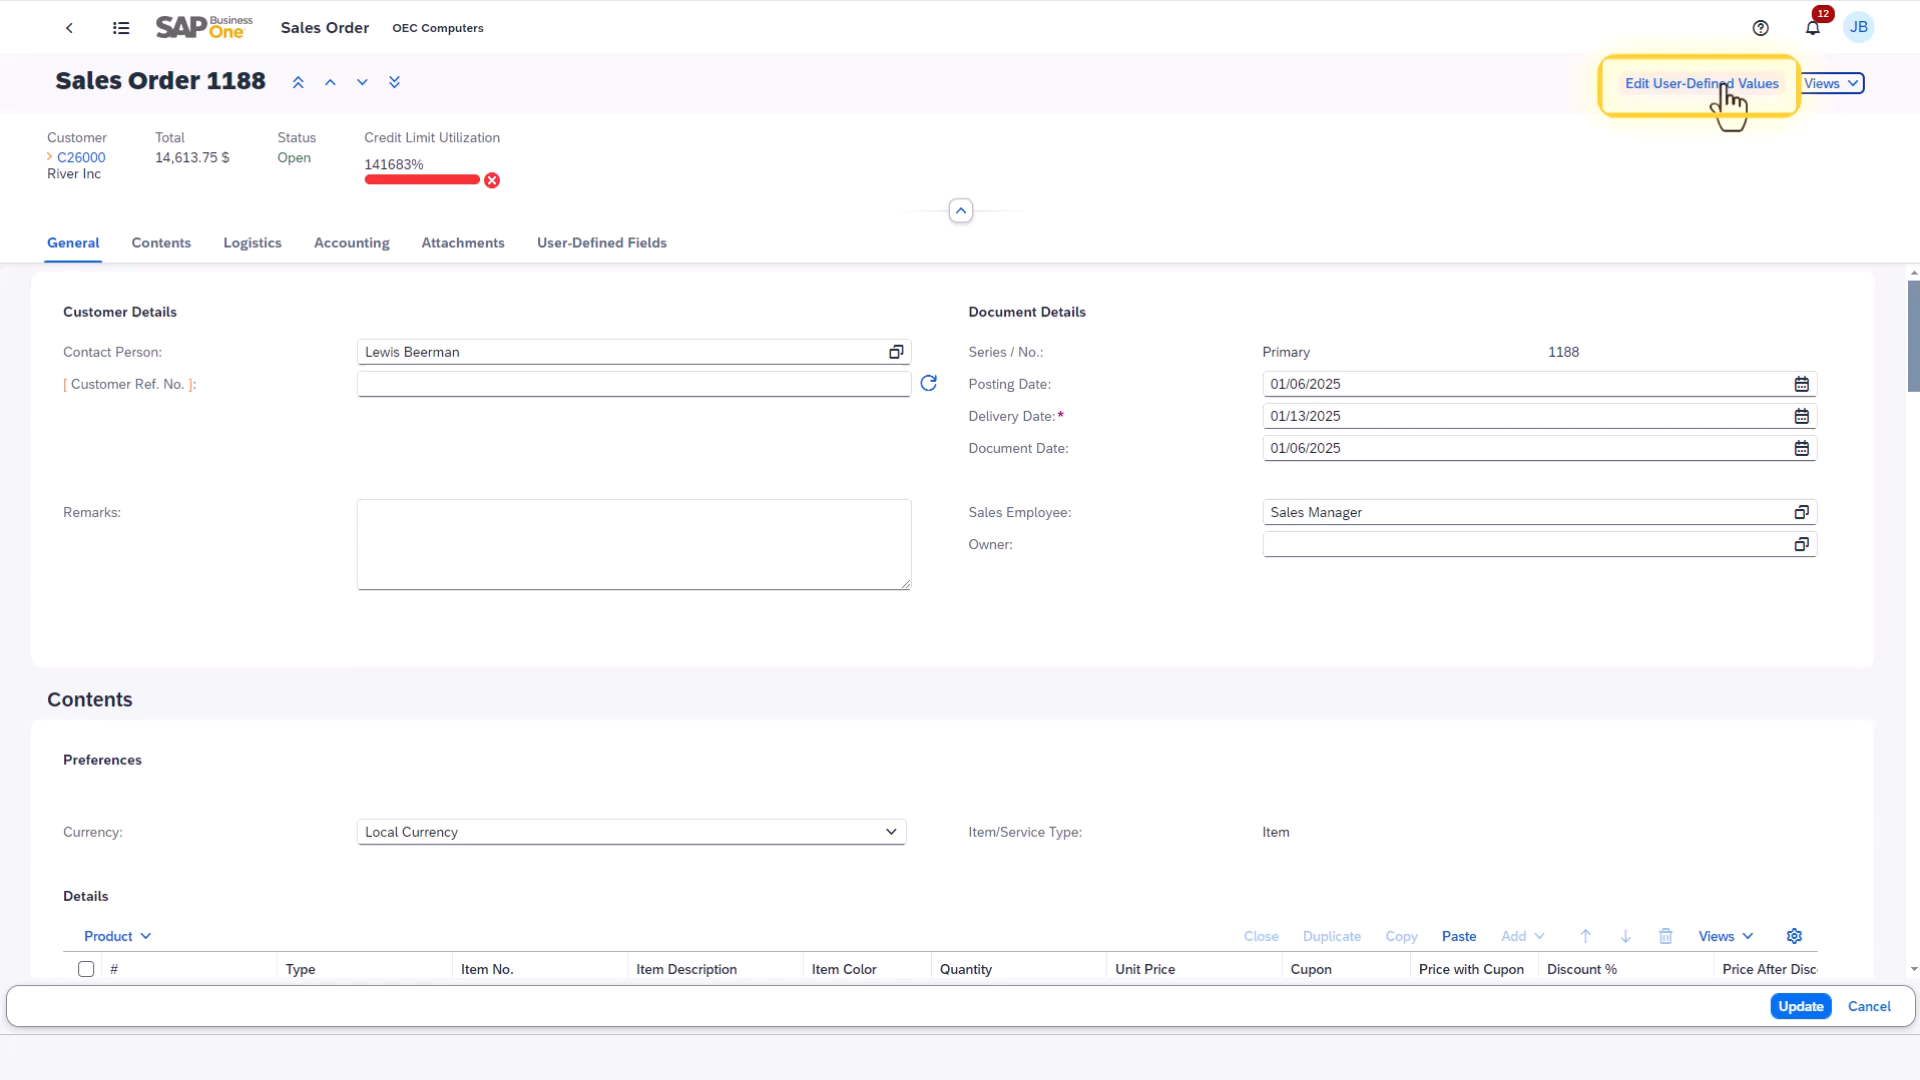 SAP Business One Sales Order OEC Computers 12 JB
Sales Order 1188 Edit User-Defined Values Views
Customer Total Status Credit Limit Utilization
C26000 14,613.75 $ Open 141683%
River Inc
General Contents Logistics Accounting Attachments User-Defined Fields
Customer Details Document Details
Contact Person: Lewis Beerman Series / No.: Primary 1188
[ Customer Ref. No. ]: Posting Date: 01/06/2025
Delivery Date:* 01/13/2025
Document Date: 01/06/2025
Remarks: Sales Employee: Sales Manager
Owner:
Contents
Preferences
Currency: Local Currency Item/Service Type: Item
Details
Product Close Duplicate Copy Paste Add Views
# Type Item No. Item Description Item Color Quantity Unit Price Cupon Price with Cupon Discount % Price After Disc
Update Cancel